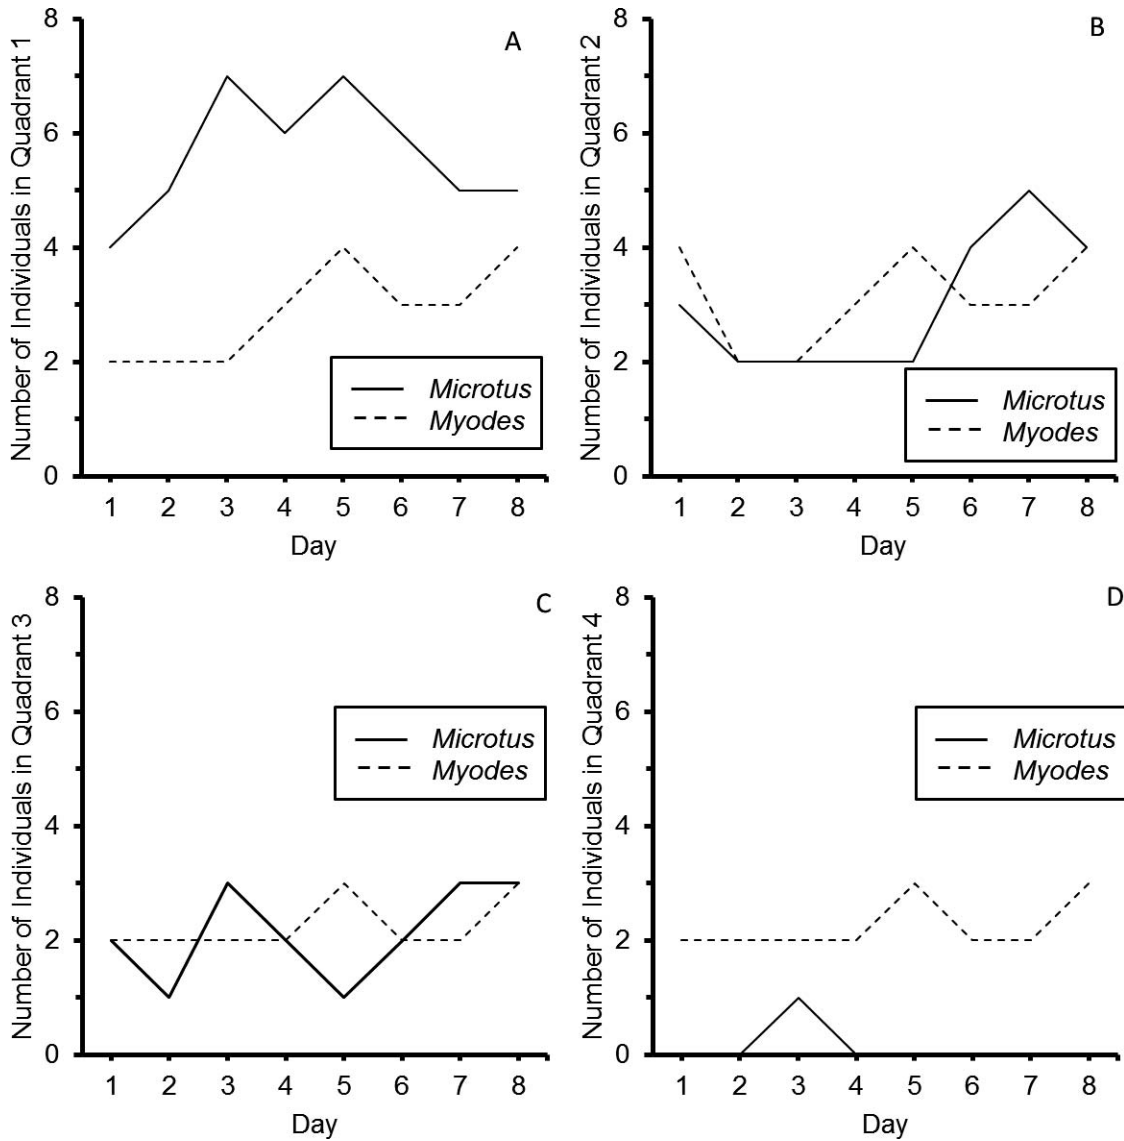 A
Number of Individuals in Quadrant 1
8
6
4
2
0
Microtus
Myodes
1 2 3 4 5 6 7 8
Day
B
Number of Individuals in Quadrant 2
8
6
4
2
0
Microtus
Myodes
1 2 3 4 5 6 7 8
Day
C
Number of Individuals in Quadrant 3
8
6
4
2
0
Microtus
Myodes
1 2 3 4 5 6 7 8
Day
D
Number of Individuals in Quadrant 4
8
6
4
2
0
Microtus
Myodes
1 2 3 4 5 6 7 8
Day